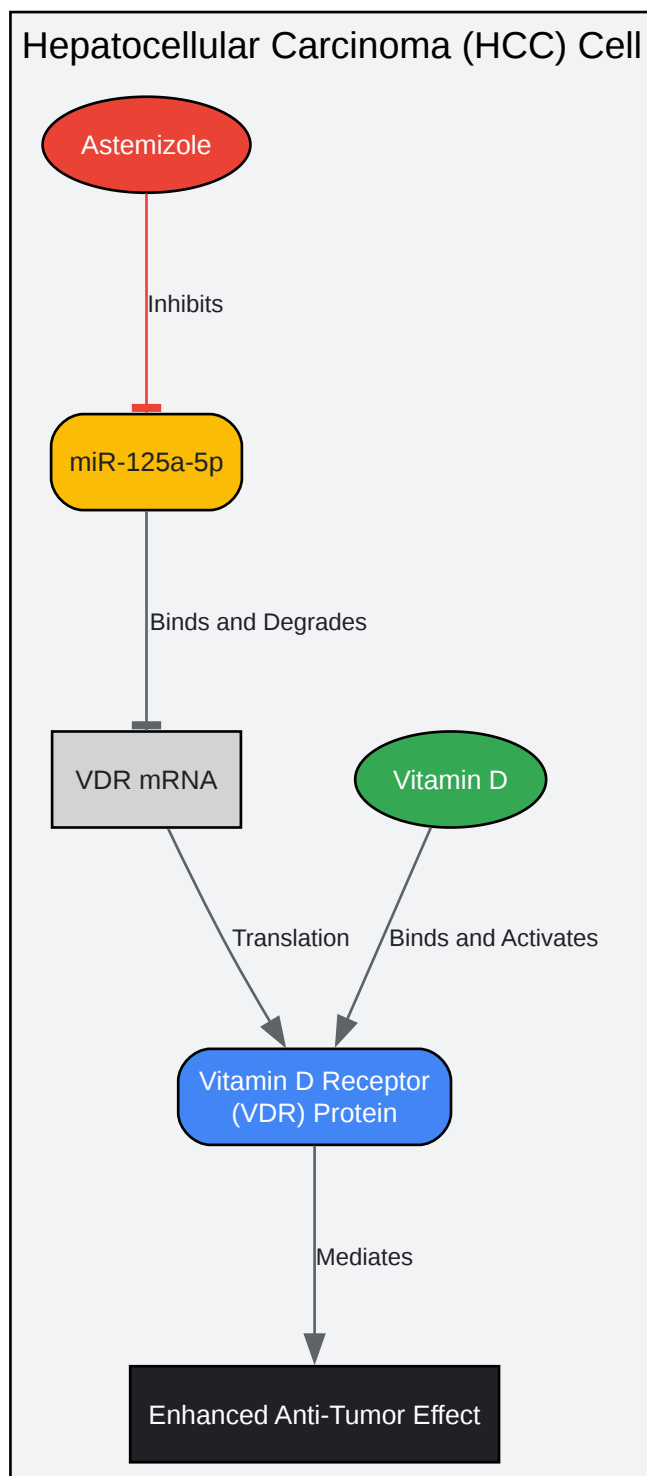 Hepatocellular Carcinoma (HCC) Cell
Astemizole
Inhibits
miR-125a-5p
Binds and Degrades
VDR mRNA
Vitamin D
Translation
Binds and Activates
Vitamin D Receptor
(VDR) Protein
Mediates
Enhanced Anti-Tumor Effect